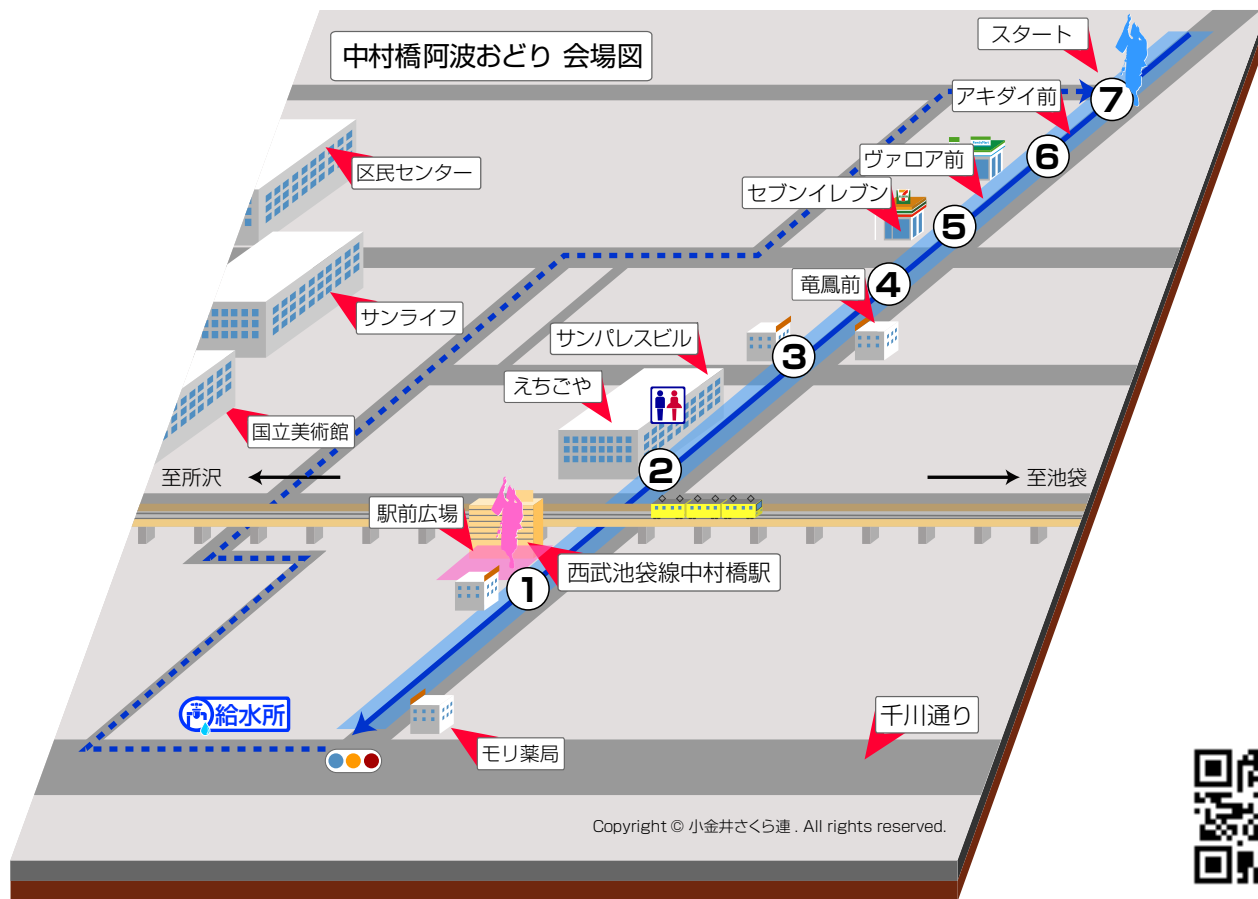 中村橋阿波おどり 会場図
スタート
アキダイ前
7
区民センター
ヴァロア前
6
セブンイレブン
5
竜鳳前
4
サンライフ
サンパレスビル
3
えちごや
国立美術館
2
至所沢
至池袋
駅前広場
西武池袋線中村橋駅
1
給水所
千川通り
モリ薬局
Copyright © 小金井さくら連 . All rights reserved.